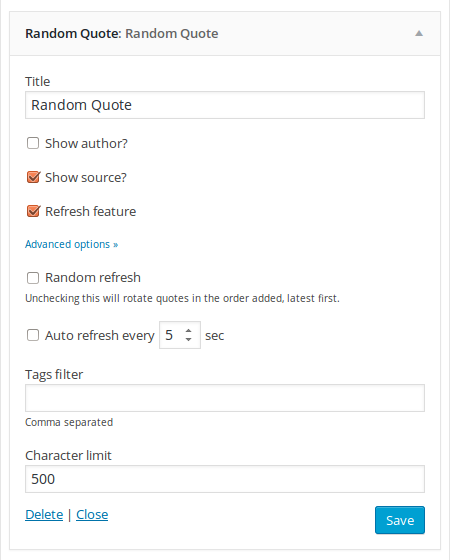 Random Quote: Random Quote
Title
Random Quote
Show author?
Show source?
Refresh feature
Advanced options »
Random refresh
Unchecking this will rotate quotes in the order added, latest first.
Auto refresh every 5 sec
Tags filter
Comma separated
Character limit
500
Delete | Close
Save